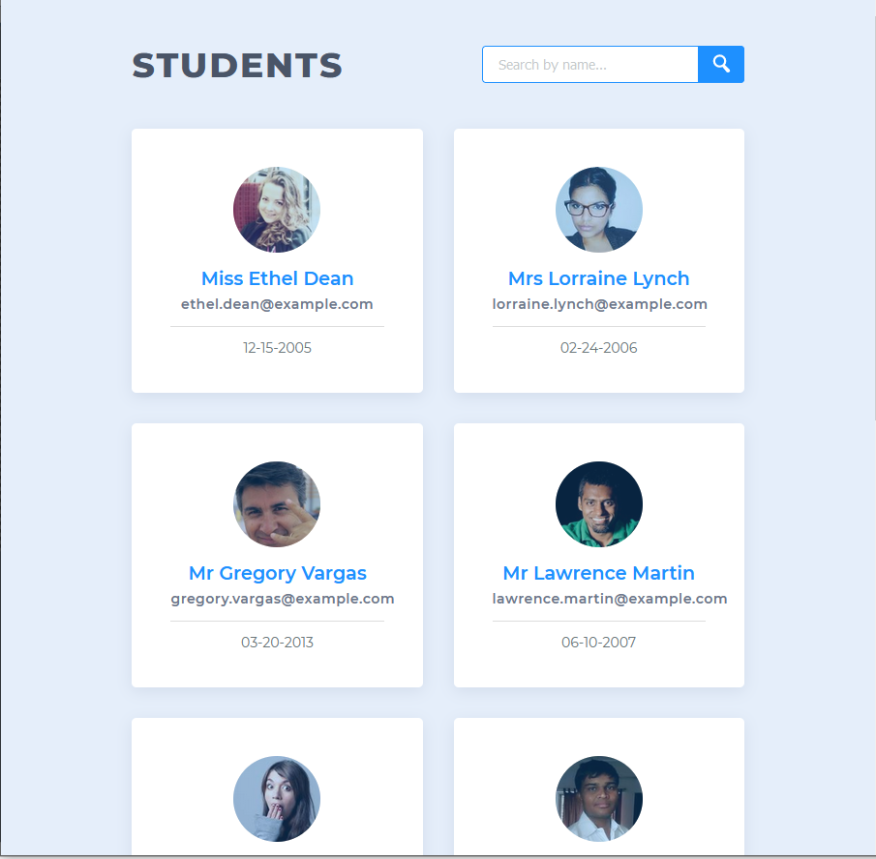 STUDENTS
Search by name...
Miss Ethel Dean
ethel.dean@example.com
12-15-2005
Mrs Lorraine Lynch
lorraine.lynch@example.com
02-24-2006
Mr Gregory Vargas
gregory.vargas@example.com
03-20-2013
Mr Lawrence Martin
lawrence.martin@example.com
06-10-2007